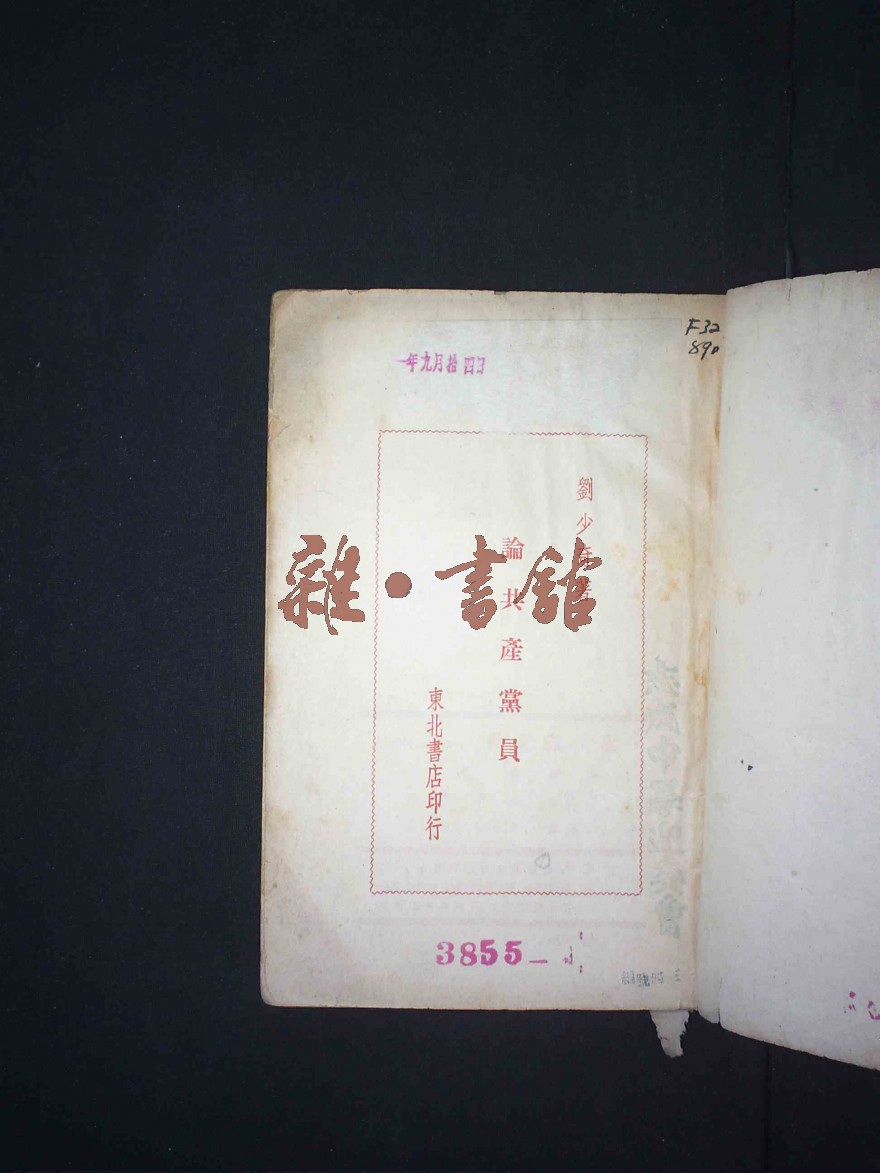 F32
890
一年九月拾四日
劉少奇著
論共產黨員
東北書店印行
雜·書館
3855